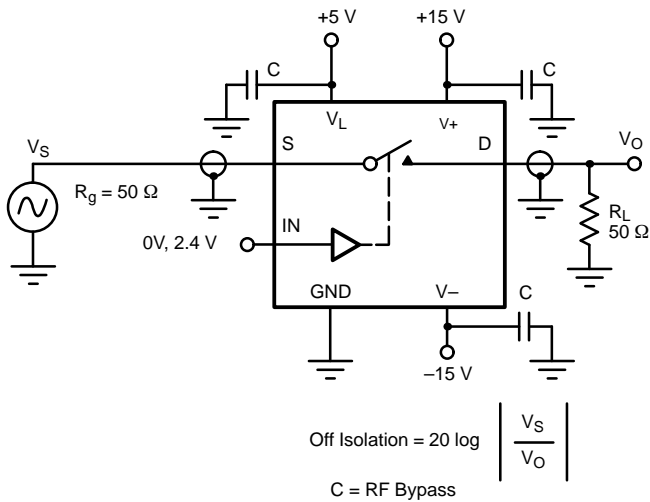 +5 V
+15 V
C
C
VL
V+
VS
S
D
VO
Rg = 50 Ω
RL
50 Ω
0V, 2.4 V
IN
GND
V–
C
–15 V
Off Isolation = 20 log | VS / VO |
C = RF Bypass